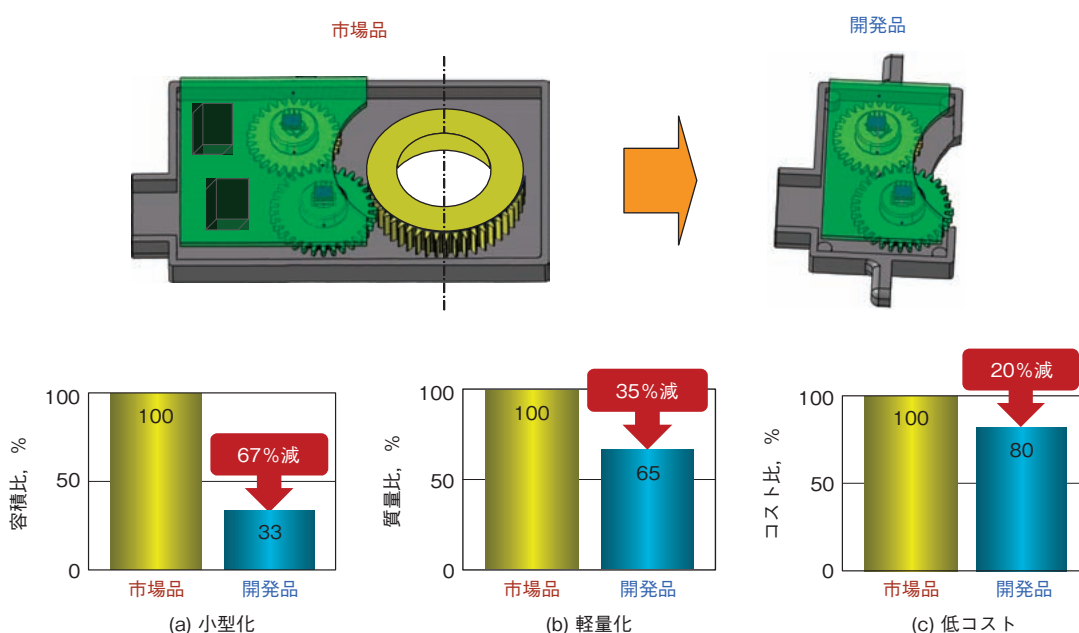 市場品
開発品
容積比，%
100
50
0
100
33
67%減
市場品
開発品
(a) 小型化
質量比，%
100
50
0
100
65
35%減
市場品
開発品
(b) 軽量化
コスト比，%
100
50
0
100
80
20%減
市場品
開発品
(c) 低コスト